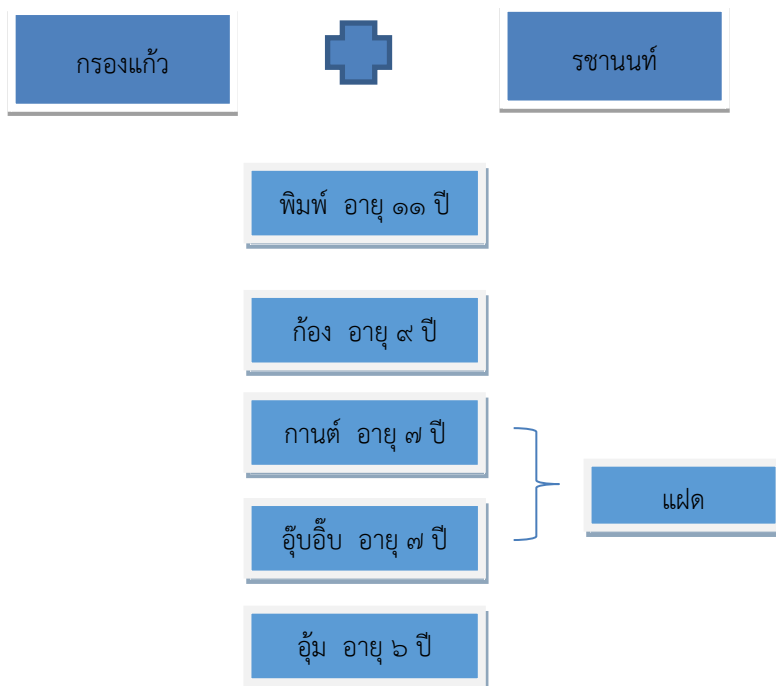 กรองแก้ว
รชานนท์
พิมพ์ อายุ ๑๑ ปี
ก้อง อายุ ๙ ปี
กานต์ อายุ ๗ ปี
แฝด
อุ๊บอิ๊บ อายุ ๗ ปี
อุ้ม อายุ ๖ ปี